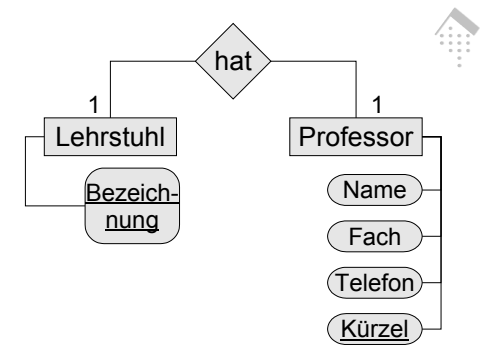 hat
1
1
Lehrstuhl
Professor
Bezeich-
nung
Name
Fach
Telefon
Kürzel